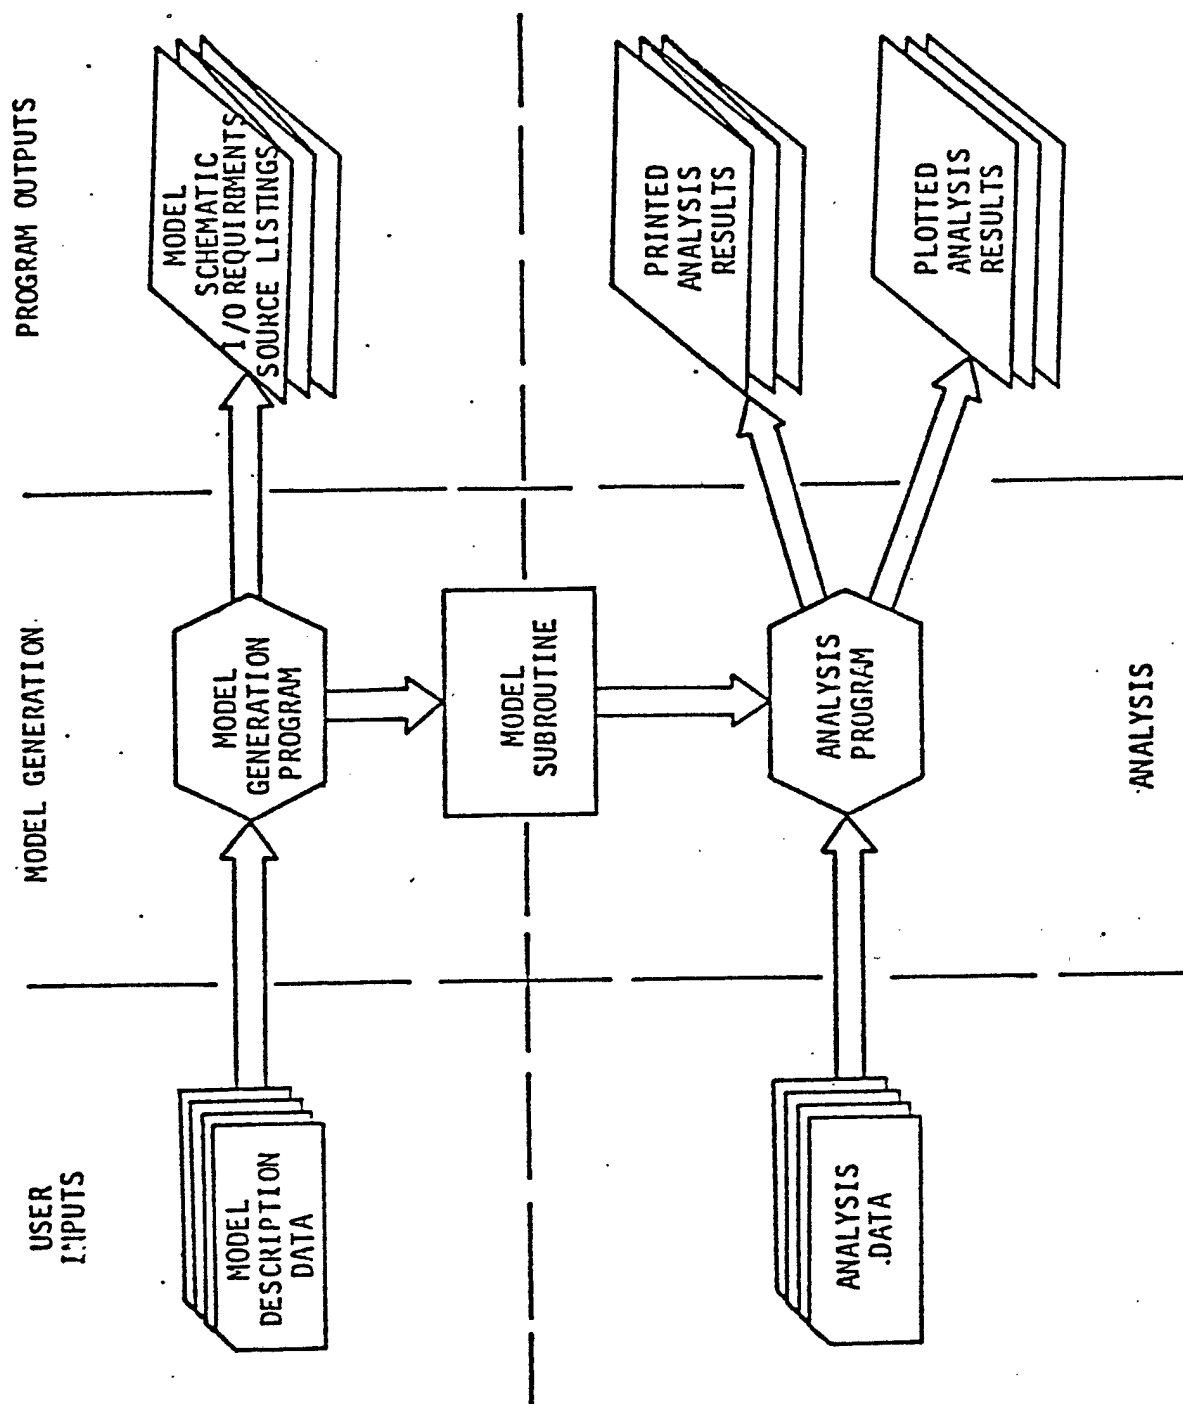 USER
INPUTS
MODEL GENERATION
PROGRAM OUTPUTS
MODEL
DESCRIPTION
DATA
MODEL
GENERATION
PROGRAM
MODEL
SCHEMATIC
I/O REQUIREMENTS
SOURCE LISTINGS
MODEL
SUBROUTINE
ANALYSIS
DATA
ANALYSIS
PROGRAM
PRINTED
ANALYSIS
RESULTS
PLOTTED
ANALYSIS
RESULTS
ANALYSIS